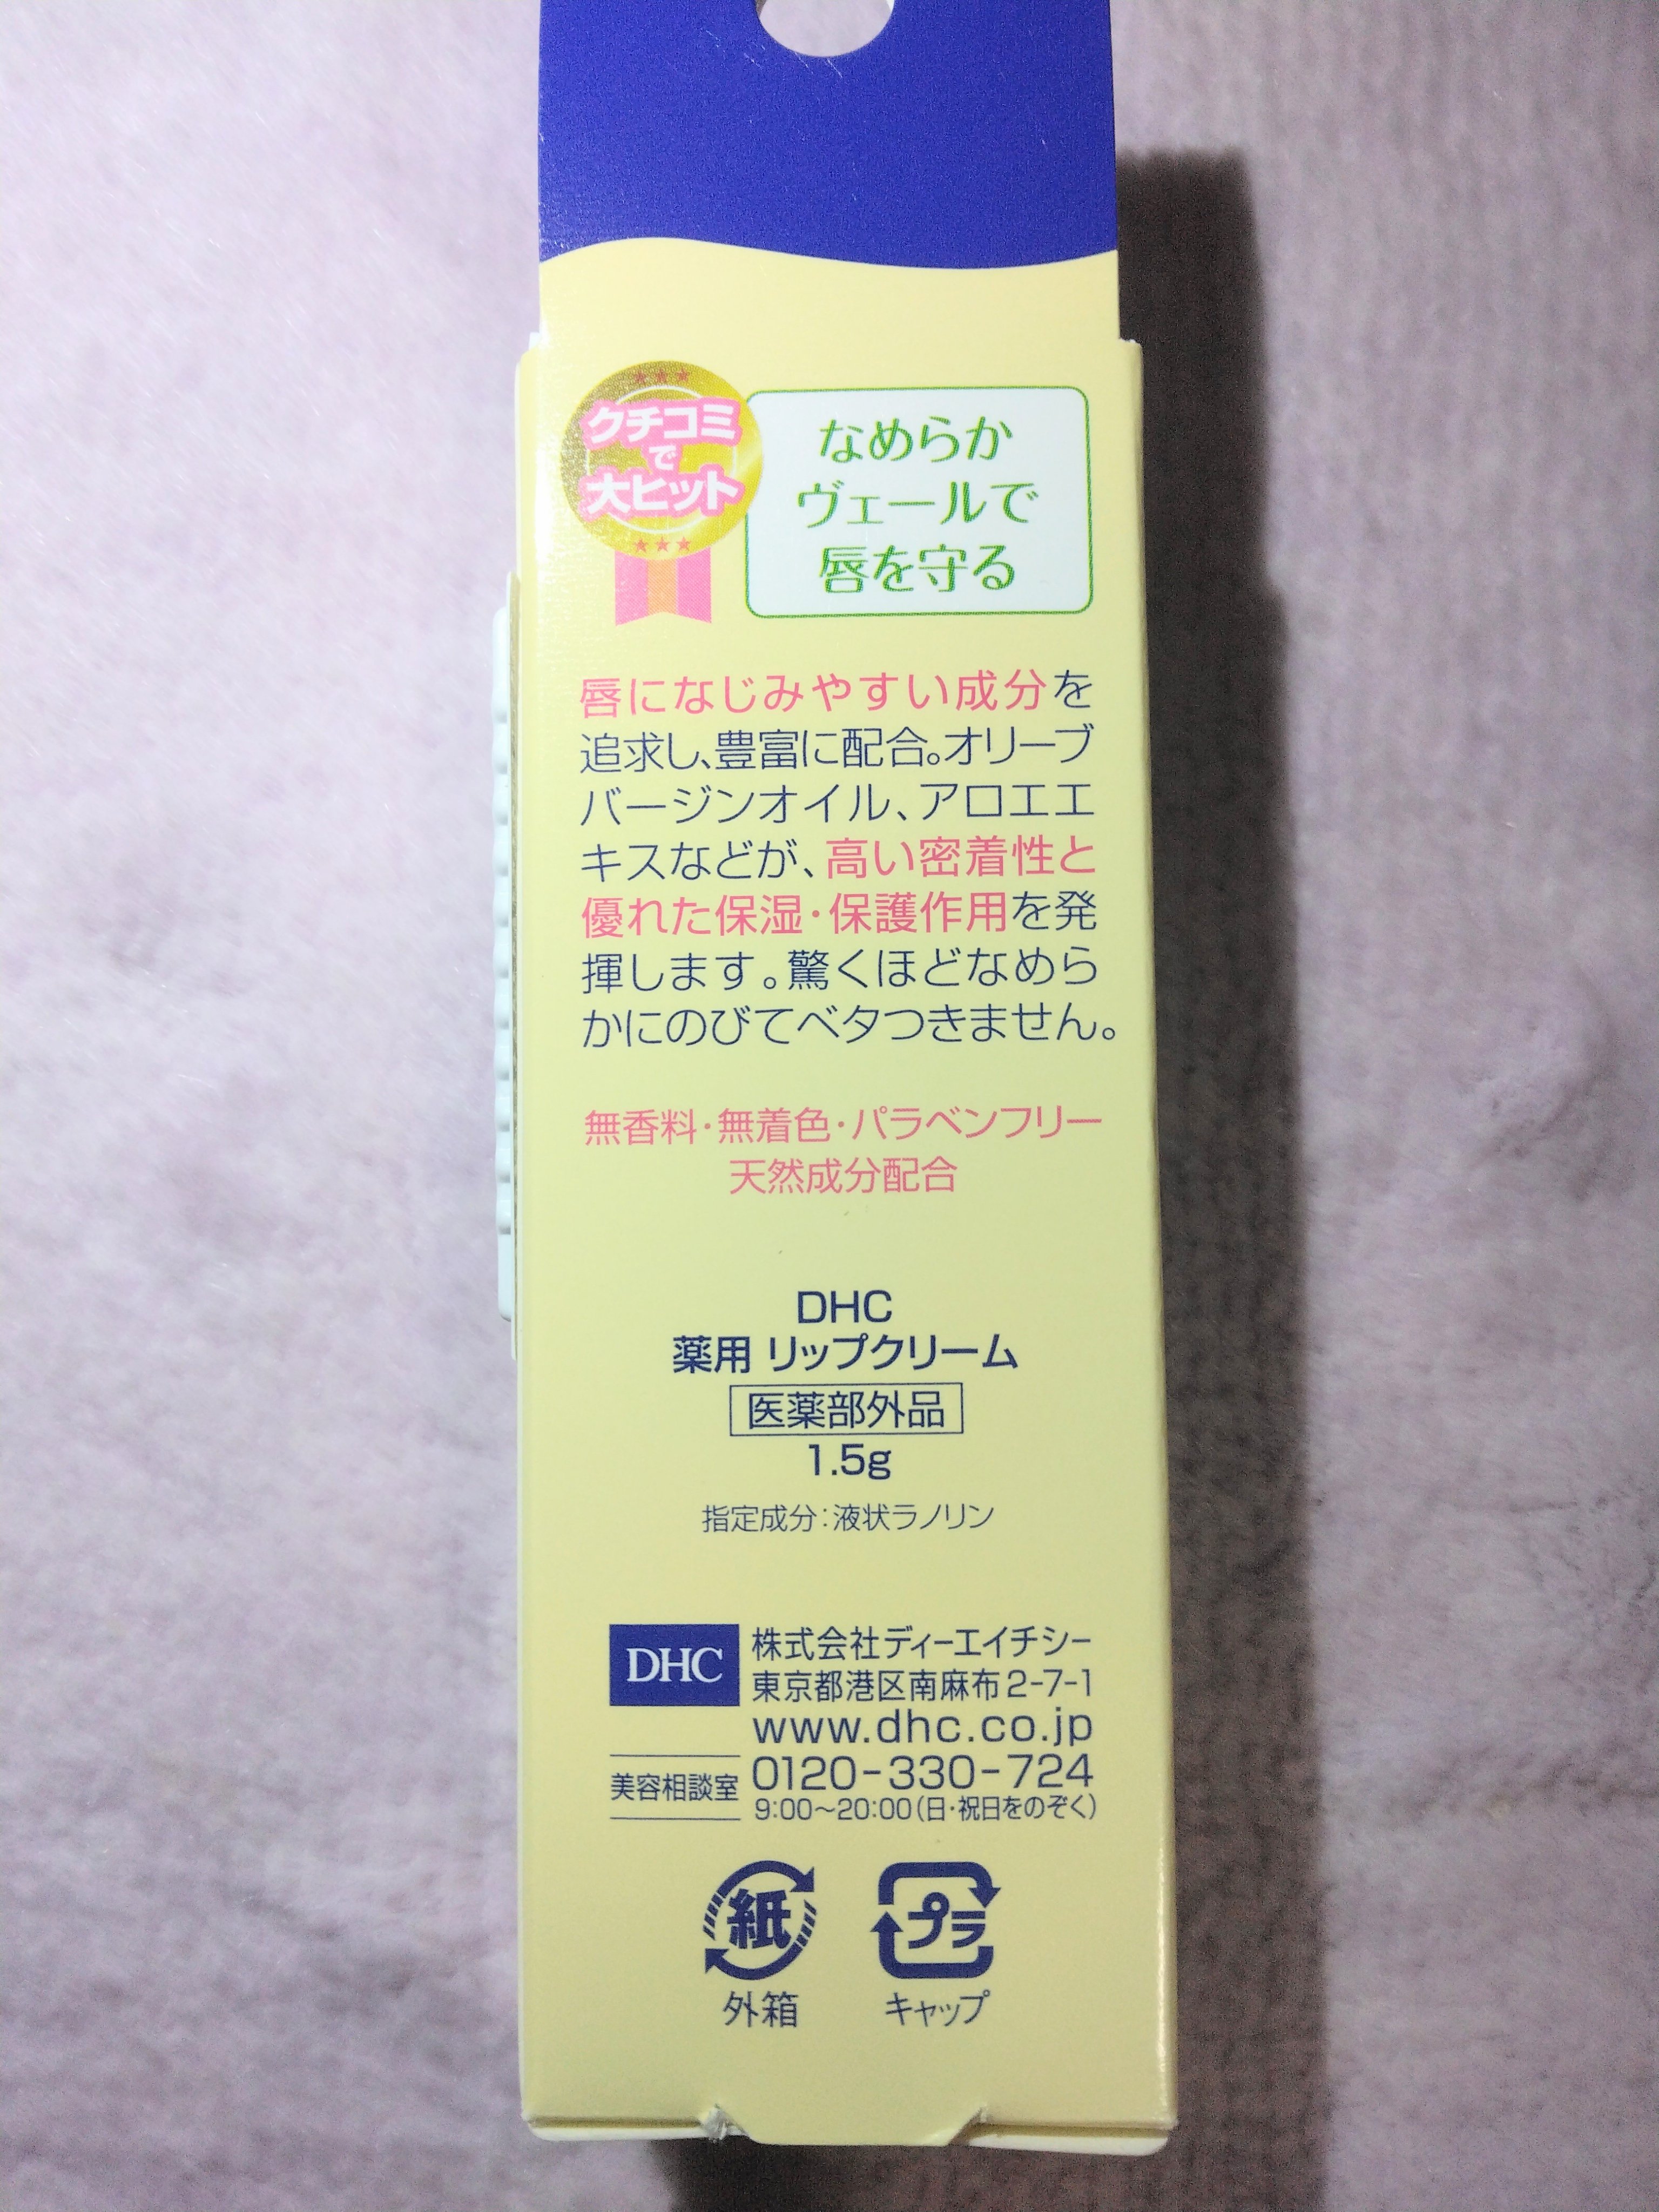 クチコミ
で
大ヒット
なめらか
ヴェールで
唇を守る
唇になじみやすい成分を
追求し、豊富に配合。オリーブ
バージンオイル、アロエエ
キスなどが、高い密着性と
優れた保湿・保護作用を発
揮します。驚くほどなめら
かにのびてベタつきません。
無香料・無着色・パラベンフリー
天然成分配合
DHC
薬用 リップクリーム
医薬部外品
1.5g
指定成分：液状ラノリン
DHC
株式会社ディーエイチシー
東京都港区南麻布2-7-1
www.dhc.co.jp
美容相談室
0120-330-724
9:00〜20:00（日・祝日をのぞく）
紙
プラ
外箱
キャップ